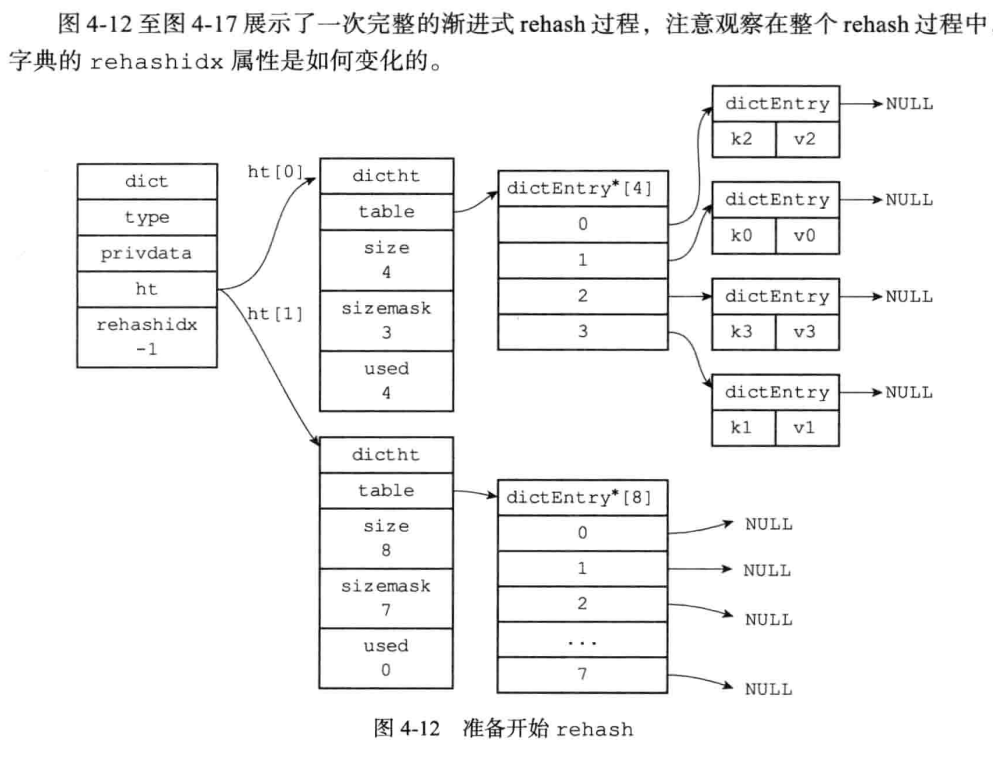 图 4-12 至图 4-17 展示了一次完整的渐进式 rehash 过程，注意观察在整个 rehash 过程中，
字典的 rehashidx 属性是如何变化的。
dict
type
privdata
ht
rehashidx
-1
ht[0]
ht[1]
dictht
table
size
4
sizemask
3
used
4
dictEntry*[4]
0
1
2
3
dictEntry
k2 v2
NULL
dictEntry
k0 v0
NULL
dictEntry
k3 v3
NULL
dictEntry
k1 v1
NULL
dictht
table
size
8
sizemask
7
used
0
dictEntry*[8]
0
1
2
...
7
NULL
NULL
NULL
NULL
图 4-12 准备开始 rehash